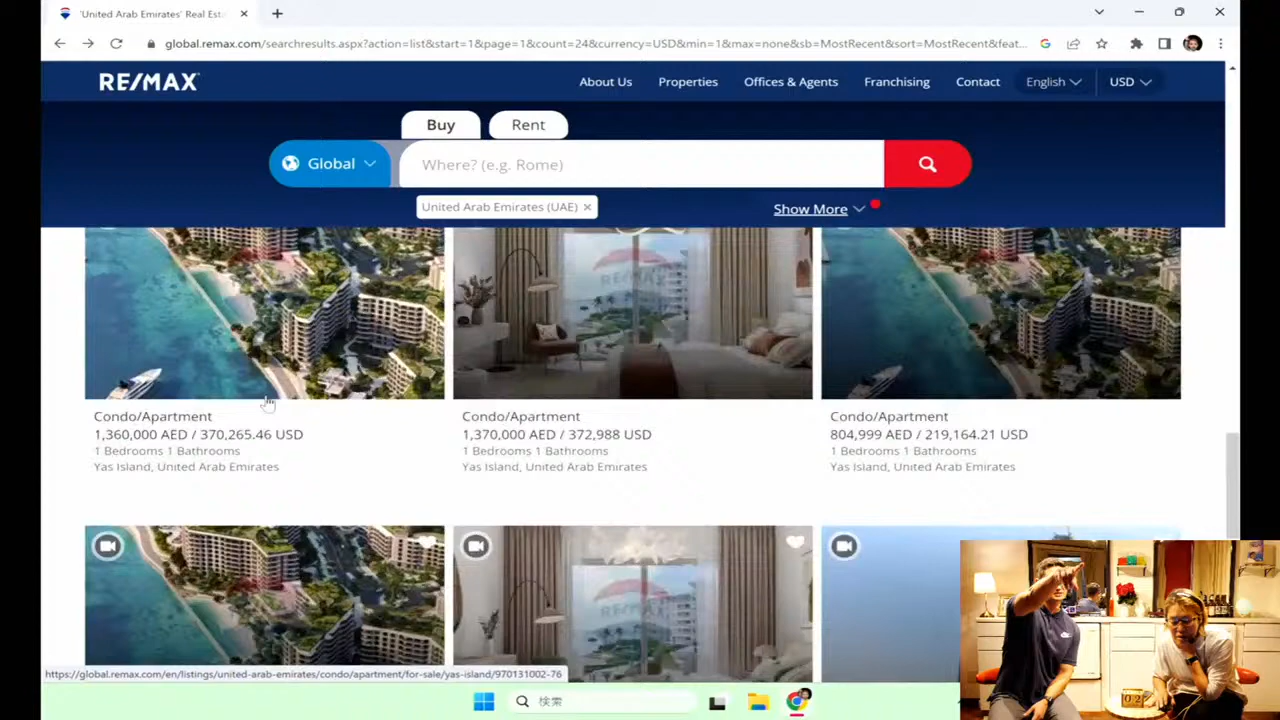 'United Arab Emirates' Real Est
global.remax.com/searchresults.aspx?action=list&start=1&page=1&count=24&currency=USD&min=1&max=none&sb=MostRecent&sort=MostRecent&feat...
RE/MAX
About Us
Properties
Offices & Agents
Franchising
Contact
English
USD
Buy
Rent
Global
Where? (e.g. Rome)
United Arab Emirates (UAE) ×
Show More
RE/MAX
Condo/Apartment
1,360,000 AED / 370,265.46 USD
1 Bedrooms 1 Bathrooms
Yas Island, United Arab Emirates
Condo/Apartment
1,370,000 AED / 372,988 USD
1 Bedrooms 1 Bathrooms
Yas Island, United Arab Emirates
Condo/Apartment
804,999 AED / 219,164.21 USD
1 Bedrooms 1 Bathrooms
Yas Island, United Arab Emirates
RE/MAX
https://global.remax.com/en/listings/united-arab-emirates/condo/apartment/for-sale/yas-island/970131002-76
検索